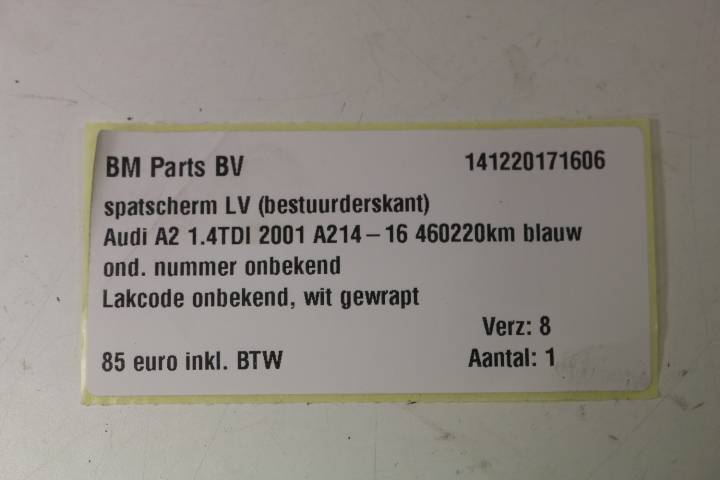 BM Parts BV 141220171606
spatscherm LV (bestuurderskant)
Audi A2 1.4TDI 2001 A214-16 460220km blauw
ond. nummer onbekend
Lakcode onbekend, wit gewrapt
Verz: 8
85 euro inkl. BTW Aantal: 1